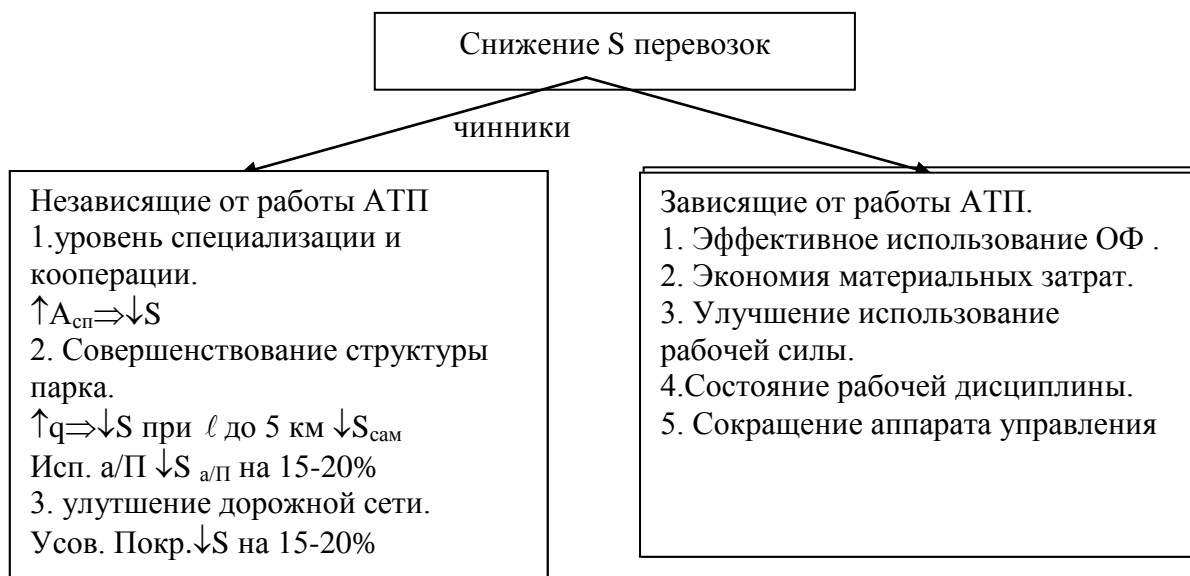 Снижение S перевозок
чинники
Независящие от работы АТП
1.уровень специализации и
кооперации.
↑Aсп⇒↓S
2. Совершенствование структуры
парка.
↑q⇒↓S при ℓ до 5 км ↓Sсам
Исп. а/П ↓S а/П на 15-20%
3. улутшение дорожной сети.
Усов. Покр.↓S на 15-20%
Зависящие от работы АТП.
1. Эффективное использование ОФ .
2. Экономия материальных затрат.
3. Улучшение использование
рабочей силы.
4.Состояние рабочей дисциплины.
5. Сокращение аппарата управления